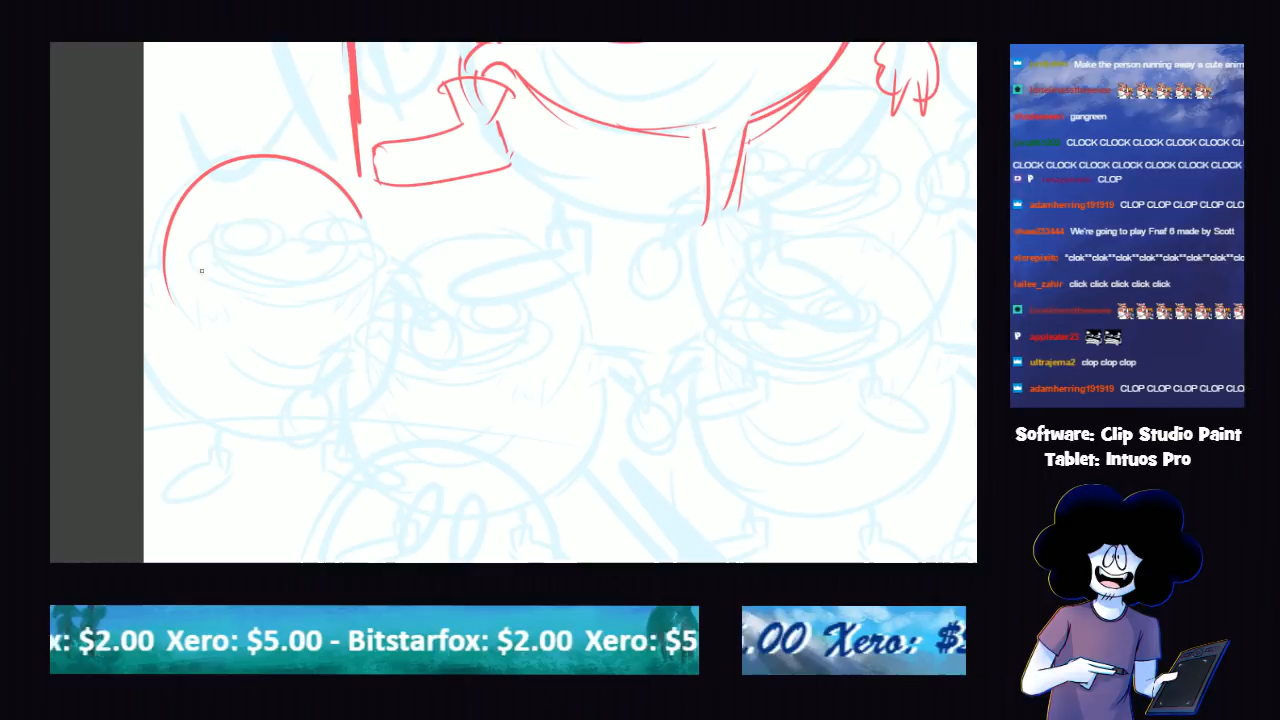 Make the person running away a cute anim
gangreen
CLOCK CLOCK CLOCK CLOCK CLOCK CL
CLOCK CLOCK CLOCK CLOCK CLOCK CLOCK CLOCK
CLOP
adamherring191919 CLOP CLOP CLOP CLOP CLO
We're going to play Fnaf 6 made by Scott
*clok**clok**clok**clok**clok**clok**clo
lailee_zahir click click click click click
appleater21
ultrajema2 clop clop clop
adamherring191919 CLOP CLOP CLOP CLOP CLO
Software: Clip Studio Paint
Tablet: Intuos Pro
x: $2.00 Xero: $5.00 - Bitstarfox: $2.00 Xero: $5
.00 Xero: $5